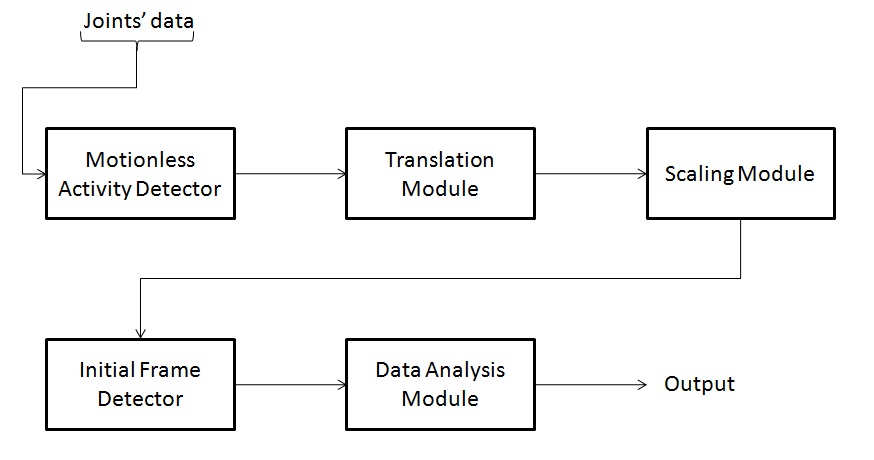 Joints’ data
Motionless
Activity Detector
Translation
Module
Scaling Module
Initial Frame
Detector
Data Analysis
Module
Output